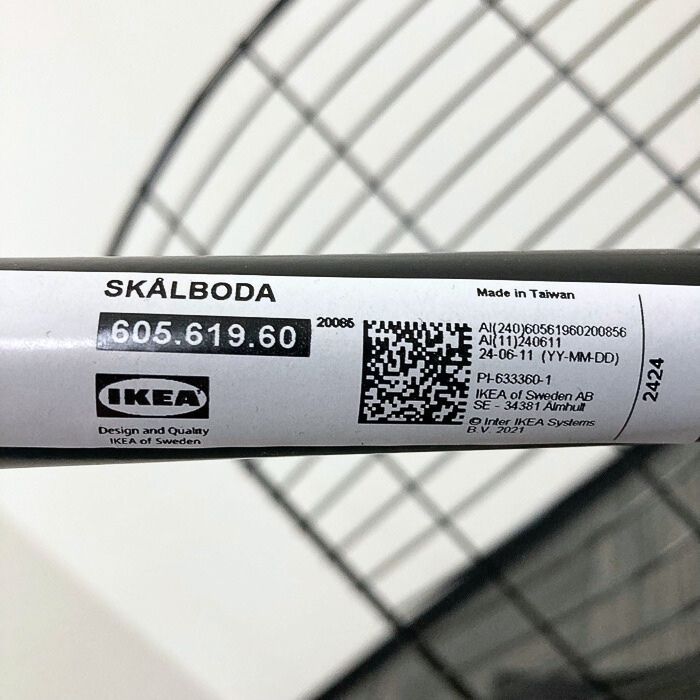 SKÅLBODA
605.619.60
20085
IKEA
Design and Quality
IKEA of Sweden
Made in Taiwan
AI(240)60561960200856
AI(11)240611
24-06-11 (YY-MM-DD)
PI-633360-1
IKEA of Sweden AB
SE - 34381 Älmhult
© Inter IKEA Systems
B.V. 2021
2424